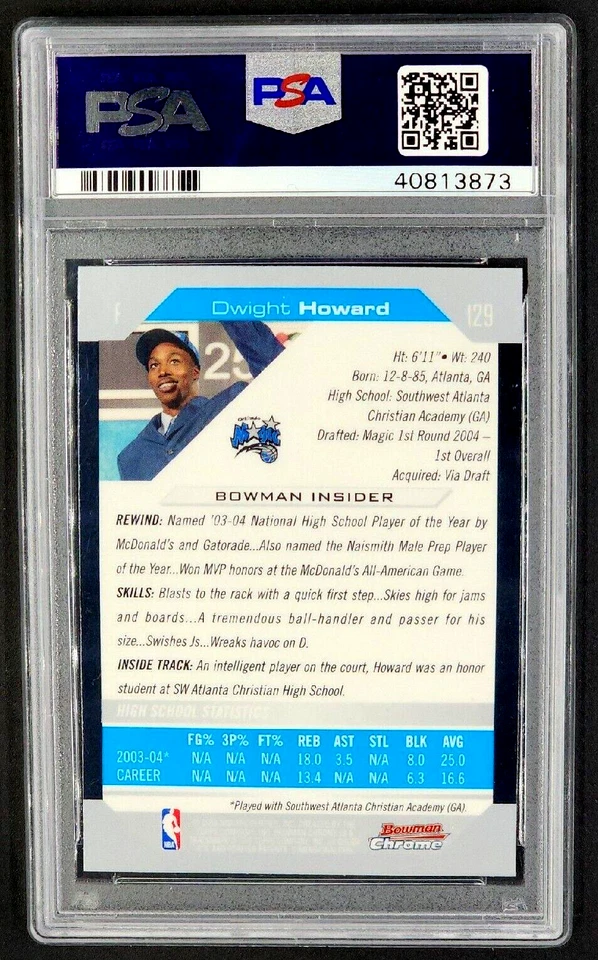 PSA
PSA
40813873
F
Dwight Howard
129
25
Ht: 6'11" • Wt: 240
Born: 12-8-85, Atlanta, GA
High School: Southwest Atlanta
Christian Academy (GA)
Drafted: Magic 1st Round 2004 –
1st Overall
Acquired: Via Draft
Magic
BOWMAN INSIDER
REWIND: Named '03-04 National High School Player of the Year by
McDonald's and Gatorade...Also named the Naismith Male Prep Player
of the Year...Won MVP honors at the McDonald's All-American Game.
SKILLS: Blasts to the rack with a quick first step...Skies high for jams
and boards...A tremendous ball-handler and passer for his
size...Swishes Js...Wreaks havoc on D.
INSIDE TRACK: An intelligent player on the court, Howard was an honor
student at SW Atlanta Christian High School.
HIGH SCHOOL STATISTICS
FG% 3P% FT% REB AST STL BLK AVG
2003-04* N/A N/A N/A 18.0 3.5 N/A 8.0 25.0
CAREER N/A N/A N/A 13.4 N/A N/A 6.3 16.6
*Played with Southwest Atlanta Christian Academy (GA).
Bowman
Chrome
PSA